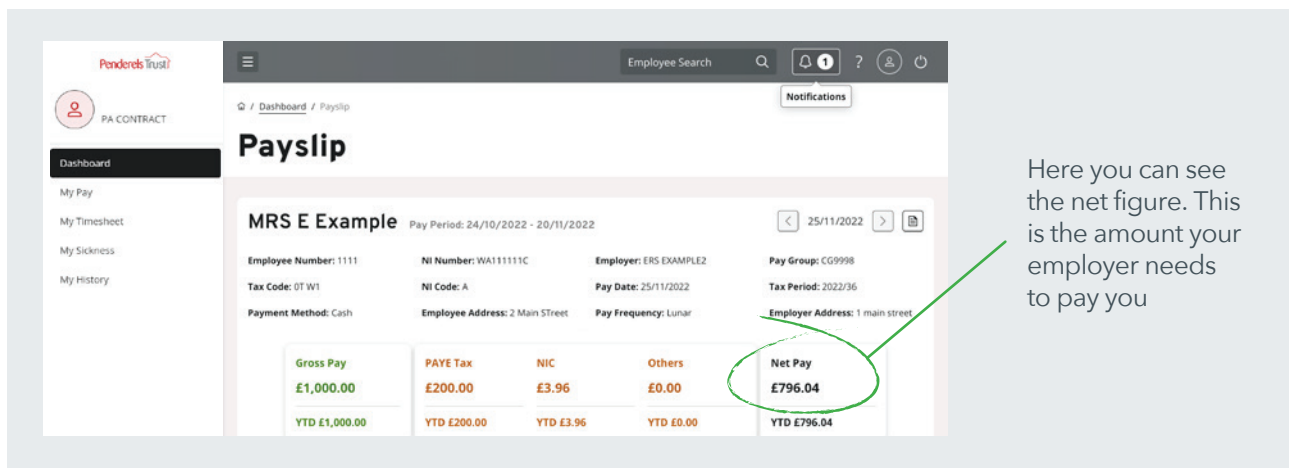 Penderels Trust
Employee Search
1
?
PA CONTRACT
/ Dashboard / Payslip
Notifications
Payslip
Dashboard
My Pay
My Timesheet
My Sickness
My History
MRS E Example Pay Period: 24/10/2022 - 20/11/2022
< 25/11/2022 >
Employee Number: 1111 NI Number: WA111111C Employer: ERS EXAMPLE2 Pay Group: CG9998
Tax Code: 0T W1 NI Code: A Pay Date: 25/11/2022 Tax Period: 2022/36
Payment Method: Cash Employee Address: 2 Main STreet Pay Frequency: Lunar Employer Address: 1 main street
Gross Pay PAYE Tax NIC Others Net Pay
£1,000.00 £200.00 £3.96 £0.00 £796.04
YTD £1,000.00 YTD £200.00 YTD £3.96 YTD £0.00 YTD £796.04
Here you can see
the net figure. This
is the amount your
employer needs
to pay you